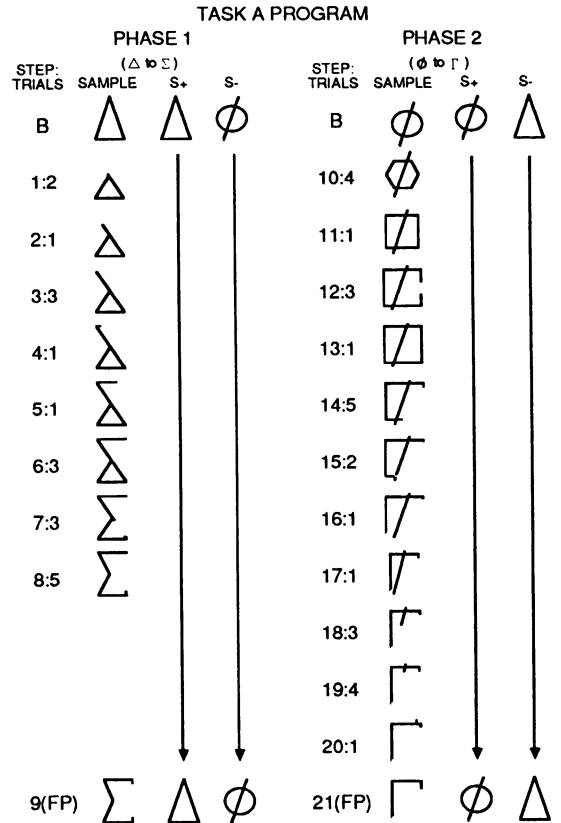 TASK A PROGRAM
PHASE 1
(△ to Σ)
STEP:
TRIALS SAMPLE S+ S-
B △ △ ϕ
1:2
2:1
3:3
4:1
5:1
6:3
7:3
8:5
9(FP) Σ △ ϕ
PHASE 2
(ϕ to Γ)
STEP:
TRIALS SAMPLE S+ S-
B ϕ ϕ △
10:4
11:1
12:3
13:1
14:5
15:2
16:1
17:1
18:3
19:4
20:1
21(FP) Γ ϕ △